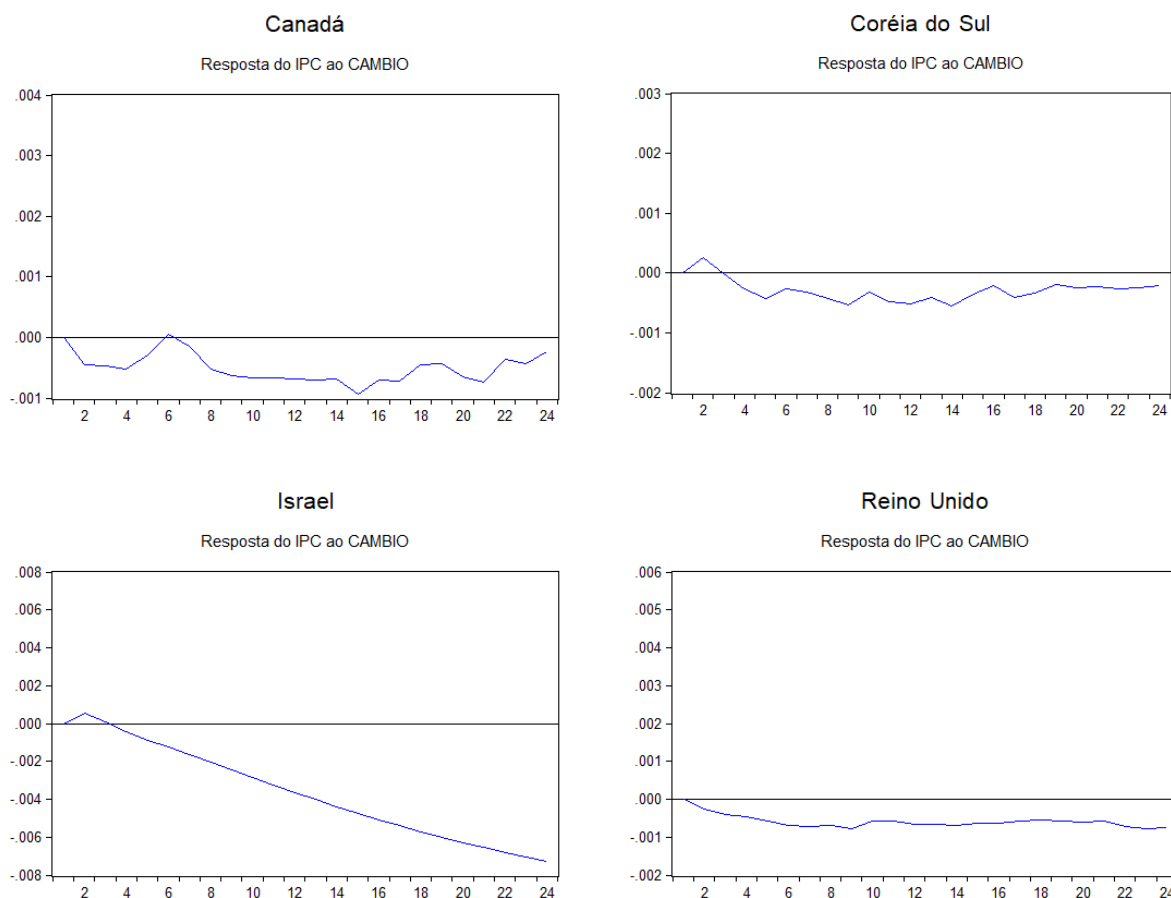 Canadá
Resposta do IPC ao CAMBIO
.004
.003
.002
.001
.000
-.001
2 4 6 8 10 12 14 16 18 20 22 24
Coréia do Sul
Resposta do IPC ao CAMBIO
.003
.002
.001
.000
-.001
-.002
2 4 6 8 10 12 14 16 18 20 22 24
Israel
Resposta do IPC ao CAMBIO
.008
.006
.004
.002
.000
-.002
-.004
-.006
-.008
2 4 6 8 10 12 14 16 18 20 22 24
Reino Unido
Resposta do IPC ao CAMBIO
.006
.005
.004
.003
.002
.001
.000
-.001
-.002
2 4 6 8 10 12 14 16 18 20 22 24